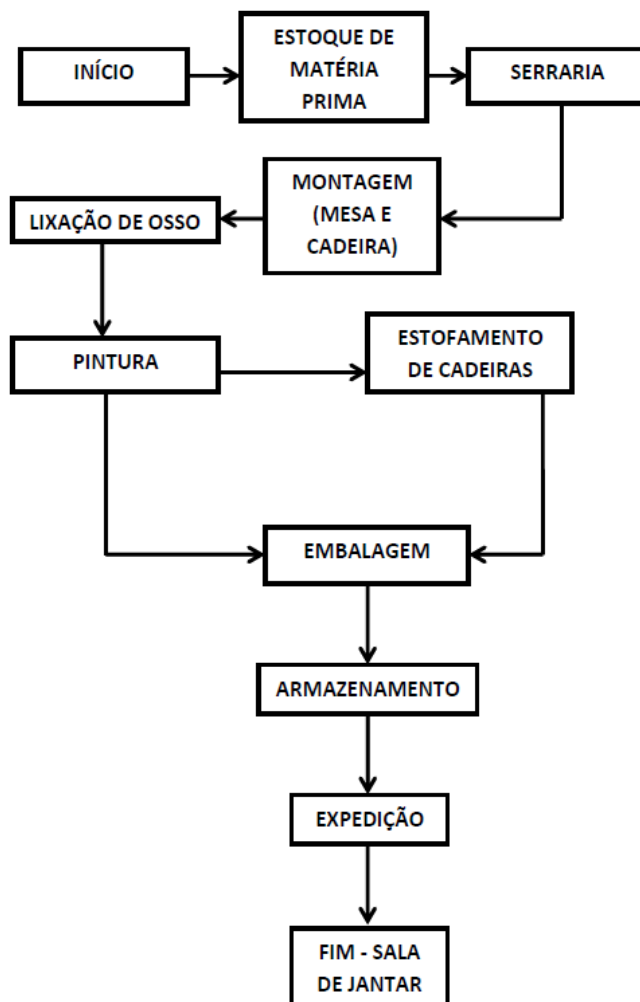 INÍCIO
ESTOQUE DE
MATÉRIA
PRIMA
SERRARIA
MONTAGEM
(MESA E
CADEIRA)
LIXAÇÃO DE OSSO
PINTURA
ESTOFAMENTO
DE CADEIRAS
EMBALAGEM
ARMAZENAMENTO
EXPEDIÇÃO
FIM - SALA
DE JANTAR